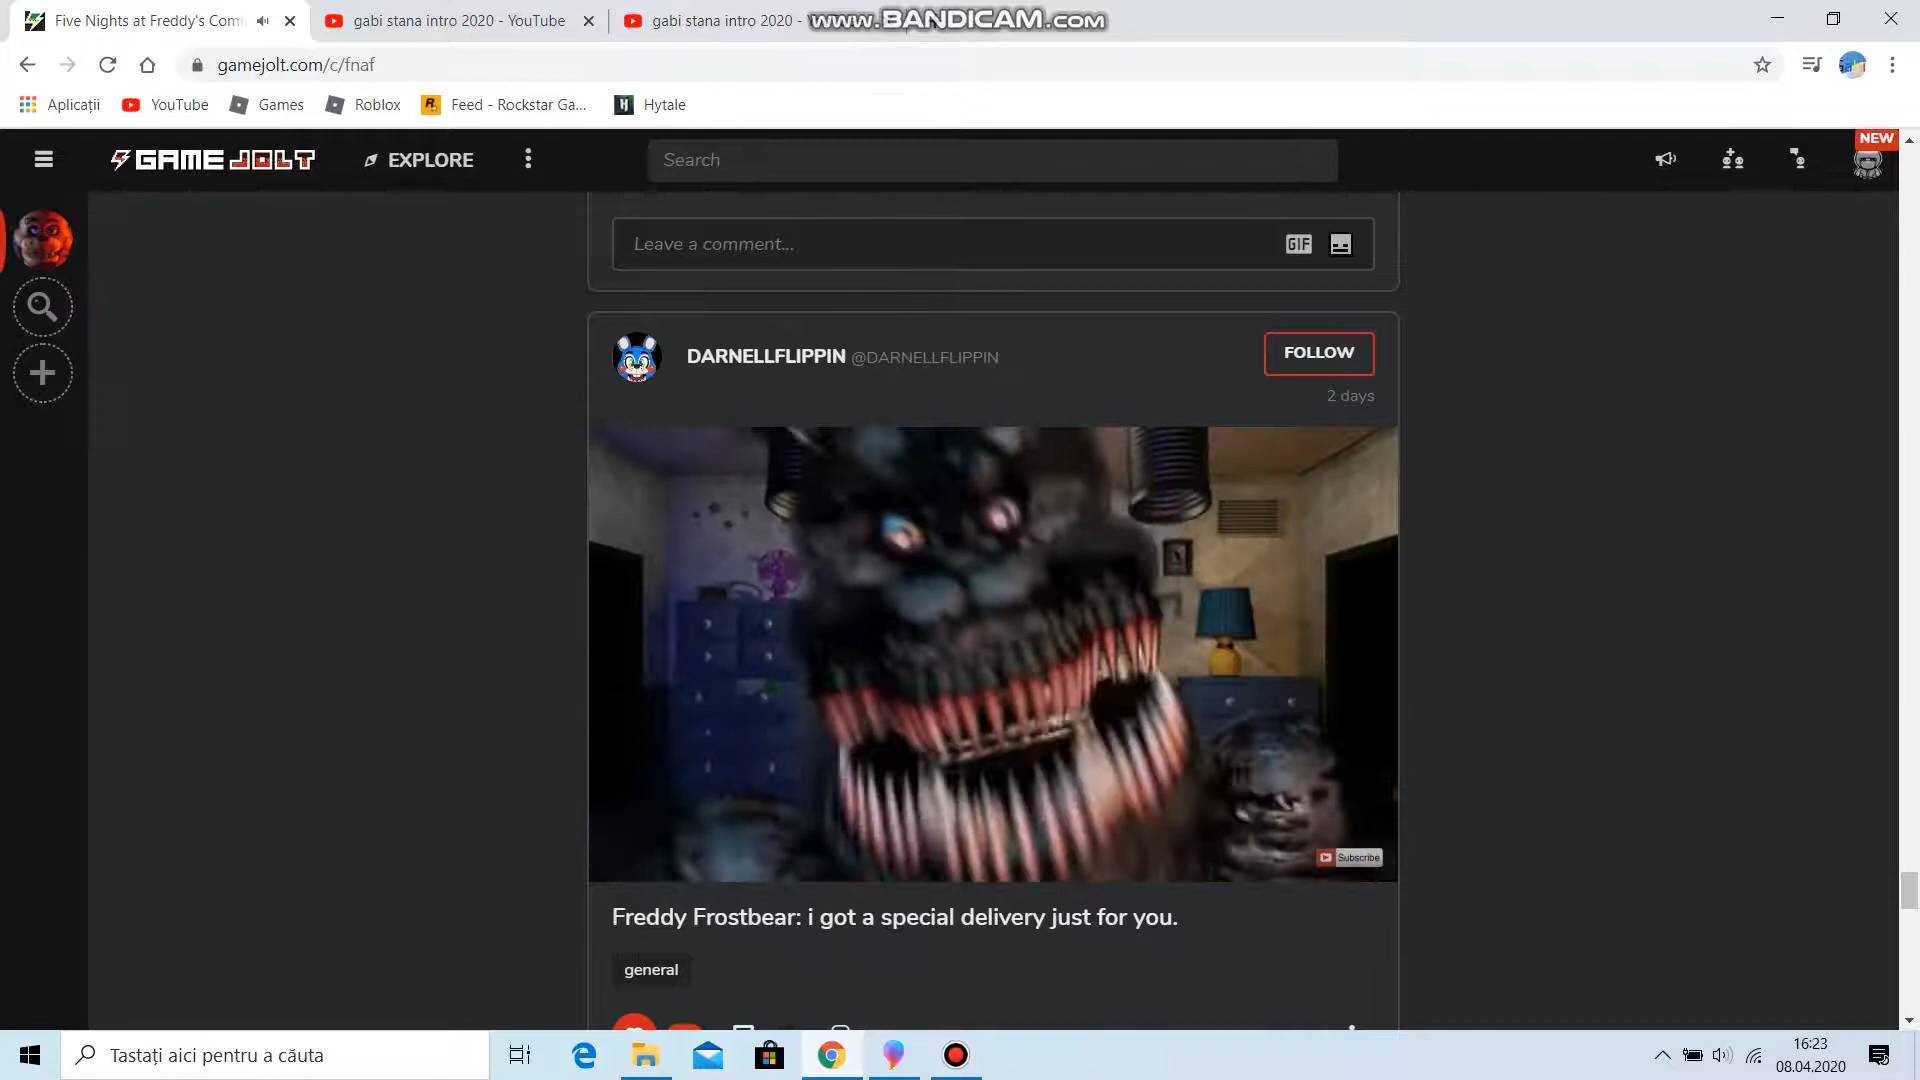 Five Nights at Freddy's Com
gabi stana intro 2020 - YouTube
gabi stana intro 2020 -
www.BANDICAM.com
gamejolt.com/c/fnaf
Aplicații
YouTube
Games
Roblox
Feed - Rockstar Ga...
Hytale
NEW
GAME JOLT
EXPLORE
Search
Leave a comment...
GIF
DARNELLFLIPPIN @DARNELLFLIPPIN
FOLLOW
2 days
Subscribe
Freddy Frostbear: i got a special delivery just for you.
general
Tastați aici pentru a căuta
16:23
08.04.2020